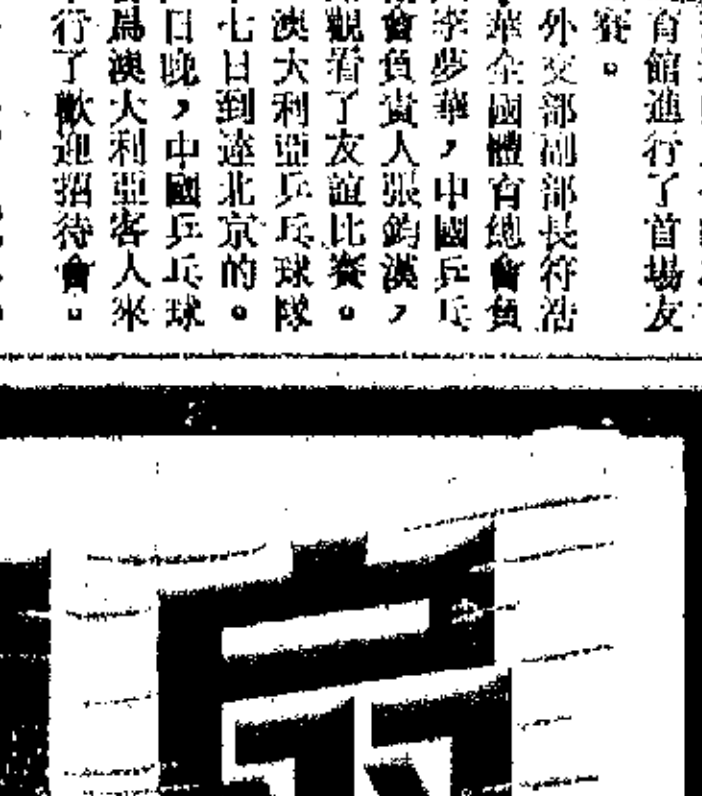 育館進行了首場友
賽。
外交部副部長符浩
華全國體育總會負
李夢華，中國乒乓
會負責人張鈞漢，
觀看了友誼比賽。
澳大利亞乒乓球隊
七日到達北京的。
日晚，中國乒乓球
爲澳大利亞客人來
行了歡迎招待會。